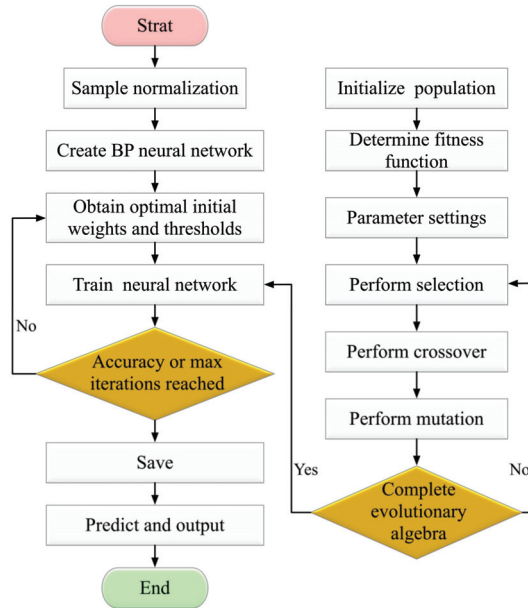 Strat
Sample normalization
Create BP neural network
Obtain optimal initial
weights and thresholds
Train neural network
No
Accuracy or max
iterations reached
Save
Predict and output
End
Initialize population
Determine fitness
function
Parameter settings
Perform selection
Perform crossover
Perform mutation
Yes
No
Complete
evolutionary
algebra